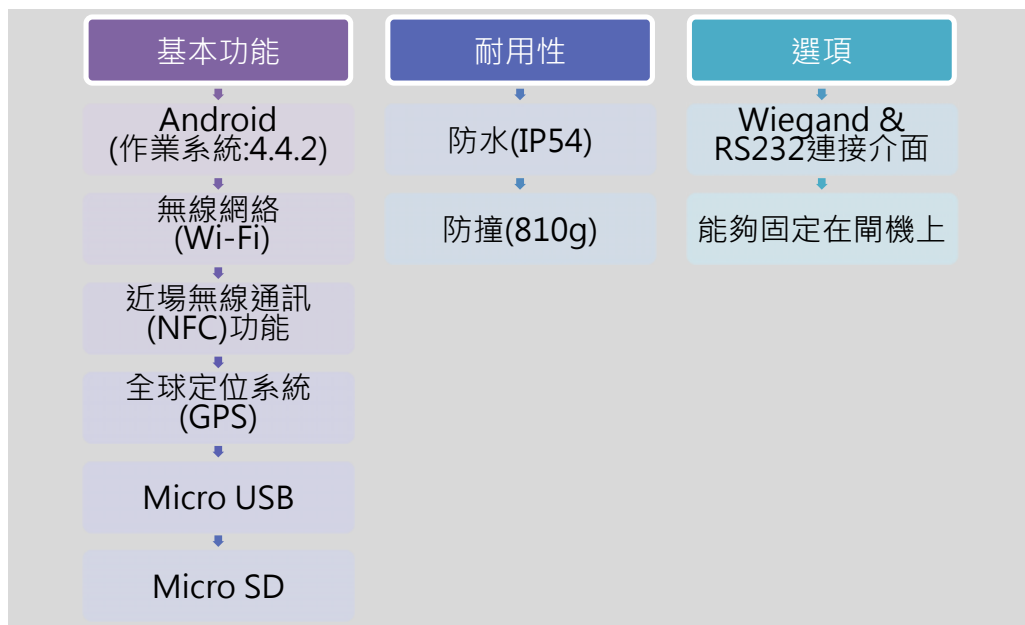 基本功能
Android
(作業系統:4.4.2)
無線網絡
(Wi-Fi)
近場無線通訊
(NFC)功能
全球定位系統
(GPS)
Micro USB
Micro SD
耐用性
防水(IP54)
防撞(810g)
選項
Wiegand &
RS232連接介面
能夠固定在閘機上